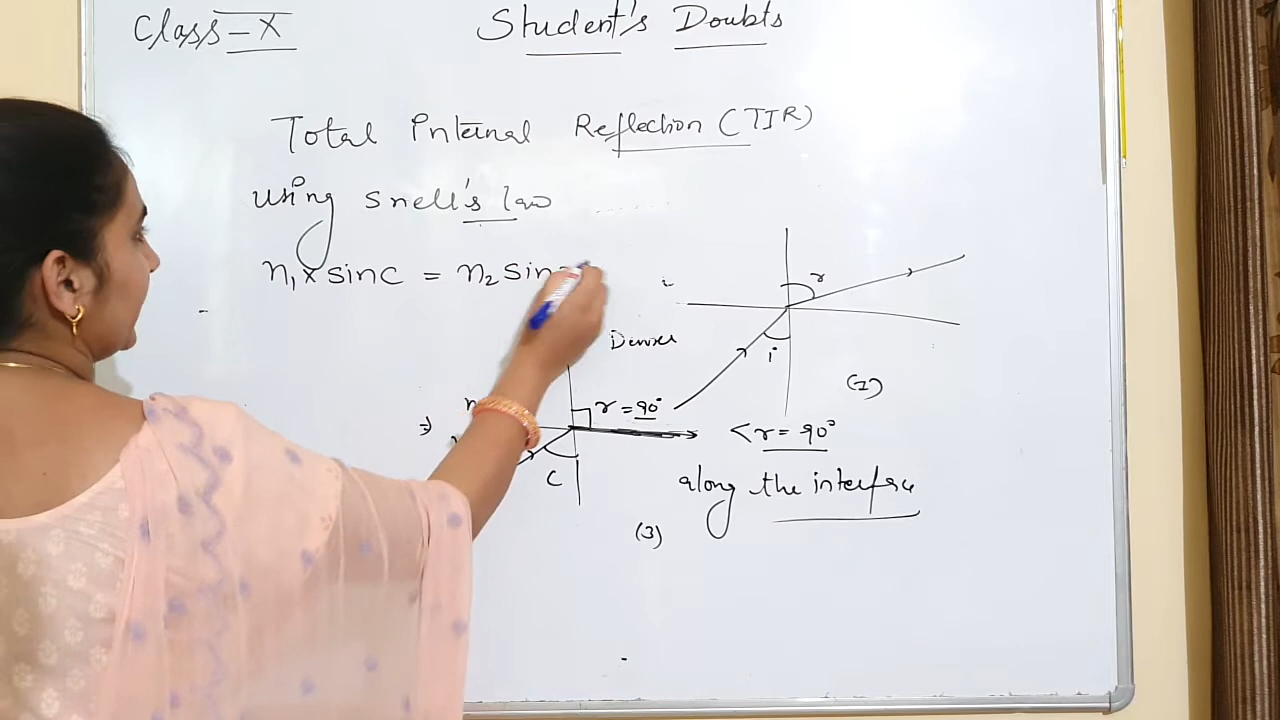 Class - X
Student's Doubts
Total Internal Reflection (TIR)
using Snell's law
n₁ x sinc = n₂ sin
r
Denser
i
(2)
r = 90°
C
<r = 90°
along the interface
(3)